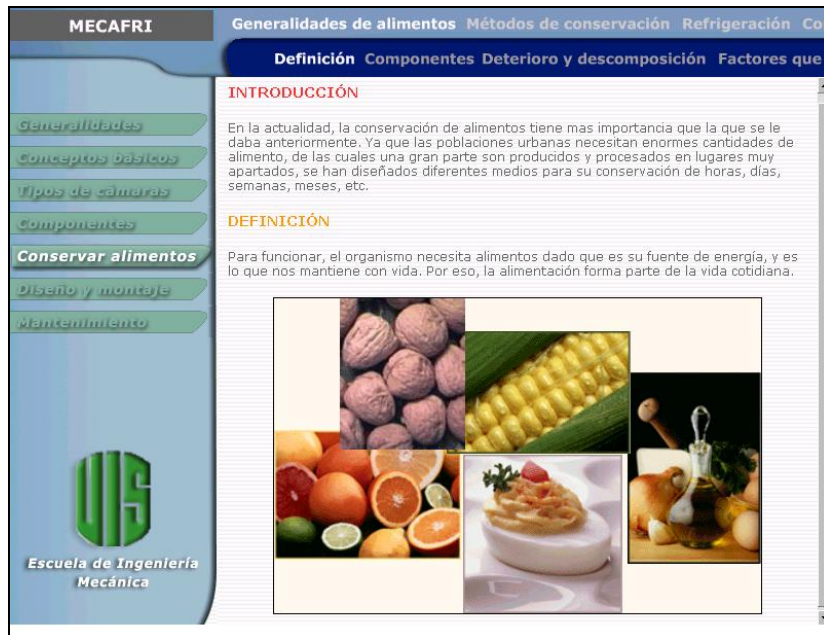 MECAFRI
Generalidades de alimentos Métodos de conservación Refrigeración Co
Definición Componentes Deterioro y descomposición Factores que
Generalidades
Conceptos básicos
Tipos de cámaras
Componentes
Conservar alimentos
Diseño y montaje
Mantenimiento
UIS
Escuela de Ingeniería
Mecánica
INTRODUCCIÓN
En la actualidad, la conservación de alimentos tiene mas importancia que la que se le
daba anteriormente. Ya que las poblaciones urbanas necesitan enormes cantidades de
alimento, de las cuales una gran parte son producidos y procesados en lugares muy
apartados, se han diseñados diferentes medios para su conservación de horas, días,
semanas, meses, etc.
DEFINICIÓN
Para funcionar, el organismo necesita alimentos dado que es su fuente de energía, y es
lo que nos mantiene con vida. Por eso, la alimentación forma parte de la vida cotidiana.